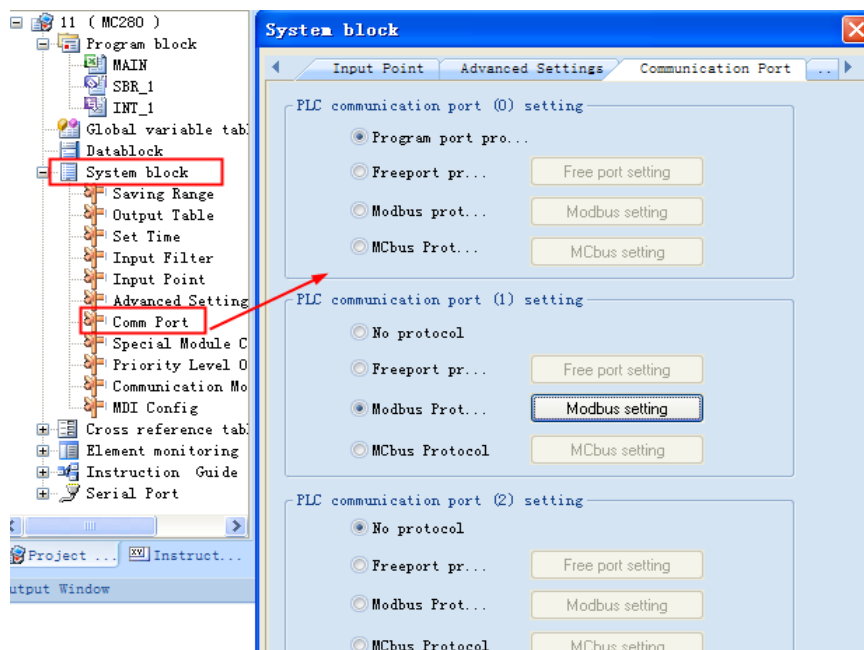 11 ( MC280 )
Program block
MAIN
SBR_1
INT_1
Global variable tab
Datablock
System block
Saving Range
Output Table
Set Time
Input Filter
Input Point
Advanced Setting
Comm Port
Special Module C
Priority Level O
Communication Mo
MDI Config
Cross reference tab
Element monitoring
Instruction Guide
Serial Port
Project ...
Instruct...
utput Window
System block
Input Point
Advanced Settings
Communication Port
..
PLC communication port (0) setting
Program port pro...
Freeport pr... Free port setting
Modbus prot... Modbus setting
MCbus Prot... MCbus setting
PLC communication port (1) setting
No protocol
Freeport pr... Free port setting
Modbus Prot... Modbus setting
MCbus Protocol MCbus setting
PLC communication port (2) setting
No protocol
Freeport pr... Free port setting
Modbus Prot... Modbus setting
MCbus Protocol MCbus setting